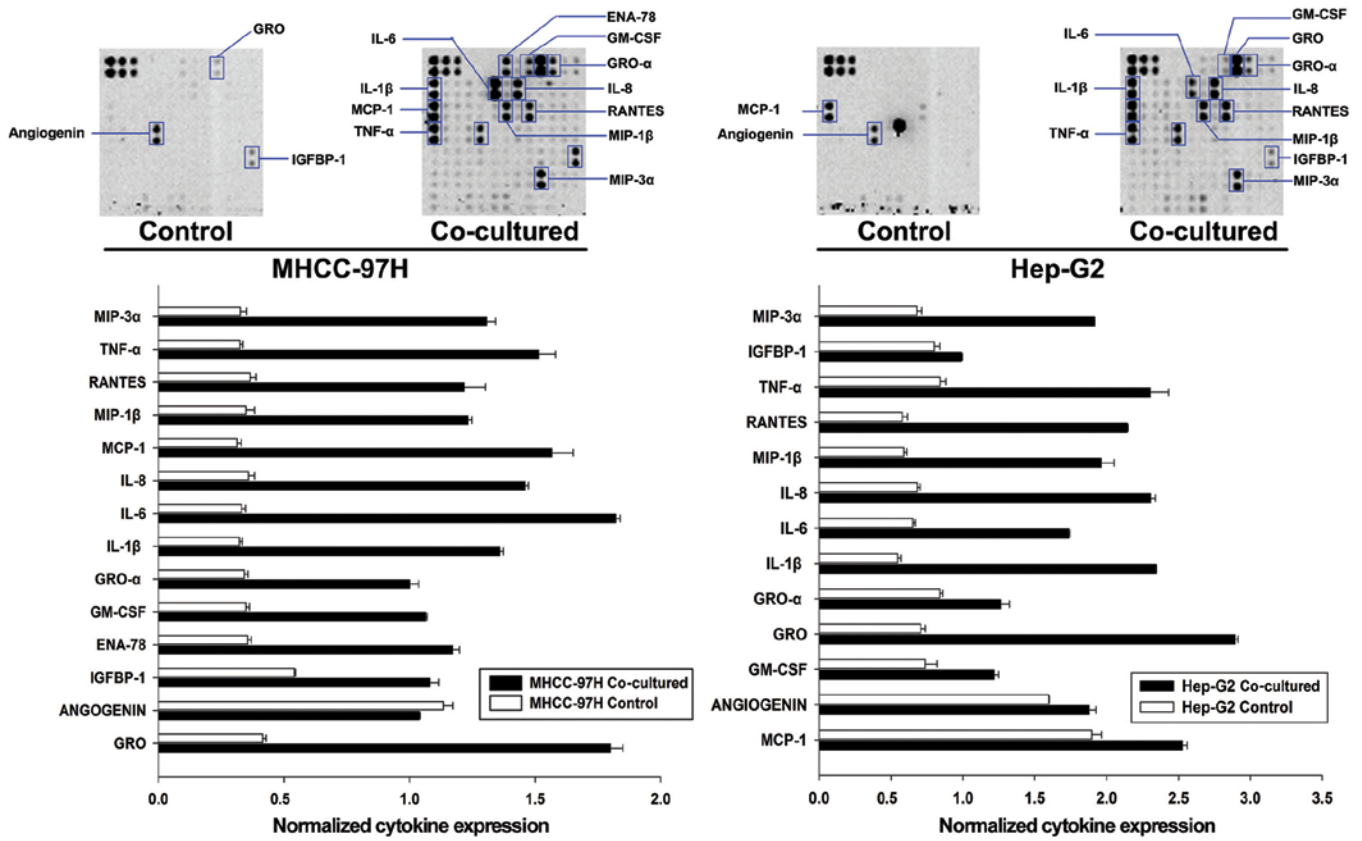 GRO
Angiogenin
IGFBP-1
Control
ENA-78
IL-6
GM-CSF
GRO-α
IL-1β
IL-8
MCP-1
RANTES
TNF-α
MIP-1β
MIP-3α
Co-cultured
MHCC-97H
MCP-1
Angiogenin
Control
GM-CSF
IL-6
GRO
GRO-α
IL-1β
IL-8
RANTES
TNF-α
MIP-1β
IGFBP-1
MIP-3α
Co-cultured
Hep-G2
MIP-3α
TNF-α
RANTES
MIP-1β
MCP-1
IL-8
IL-6
IL-1β
GRO-α
GM-CSF
ENA-78
IGFBP-1
ANGOGENIN
GRO
MHCC-97H Co-cultured
MHCC-97H Control
0.0 0.5 1.0 1.5 2.0
Normalized cytokine expression
MIP-3α
IGFBP-1
TNF-α
RANTES
MIP-1β
IL-8
IL-6
IL-1β
GRO-α
GRO
GM-CSF
ANGIOGENIN
MCP-1
Hep-G2 Co-cultured
Hep-G2 Control
0.0 0.5 1.0 1.5 2.0 2.5 3.0 3.5
Normalized cytokine expression